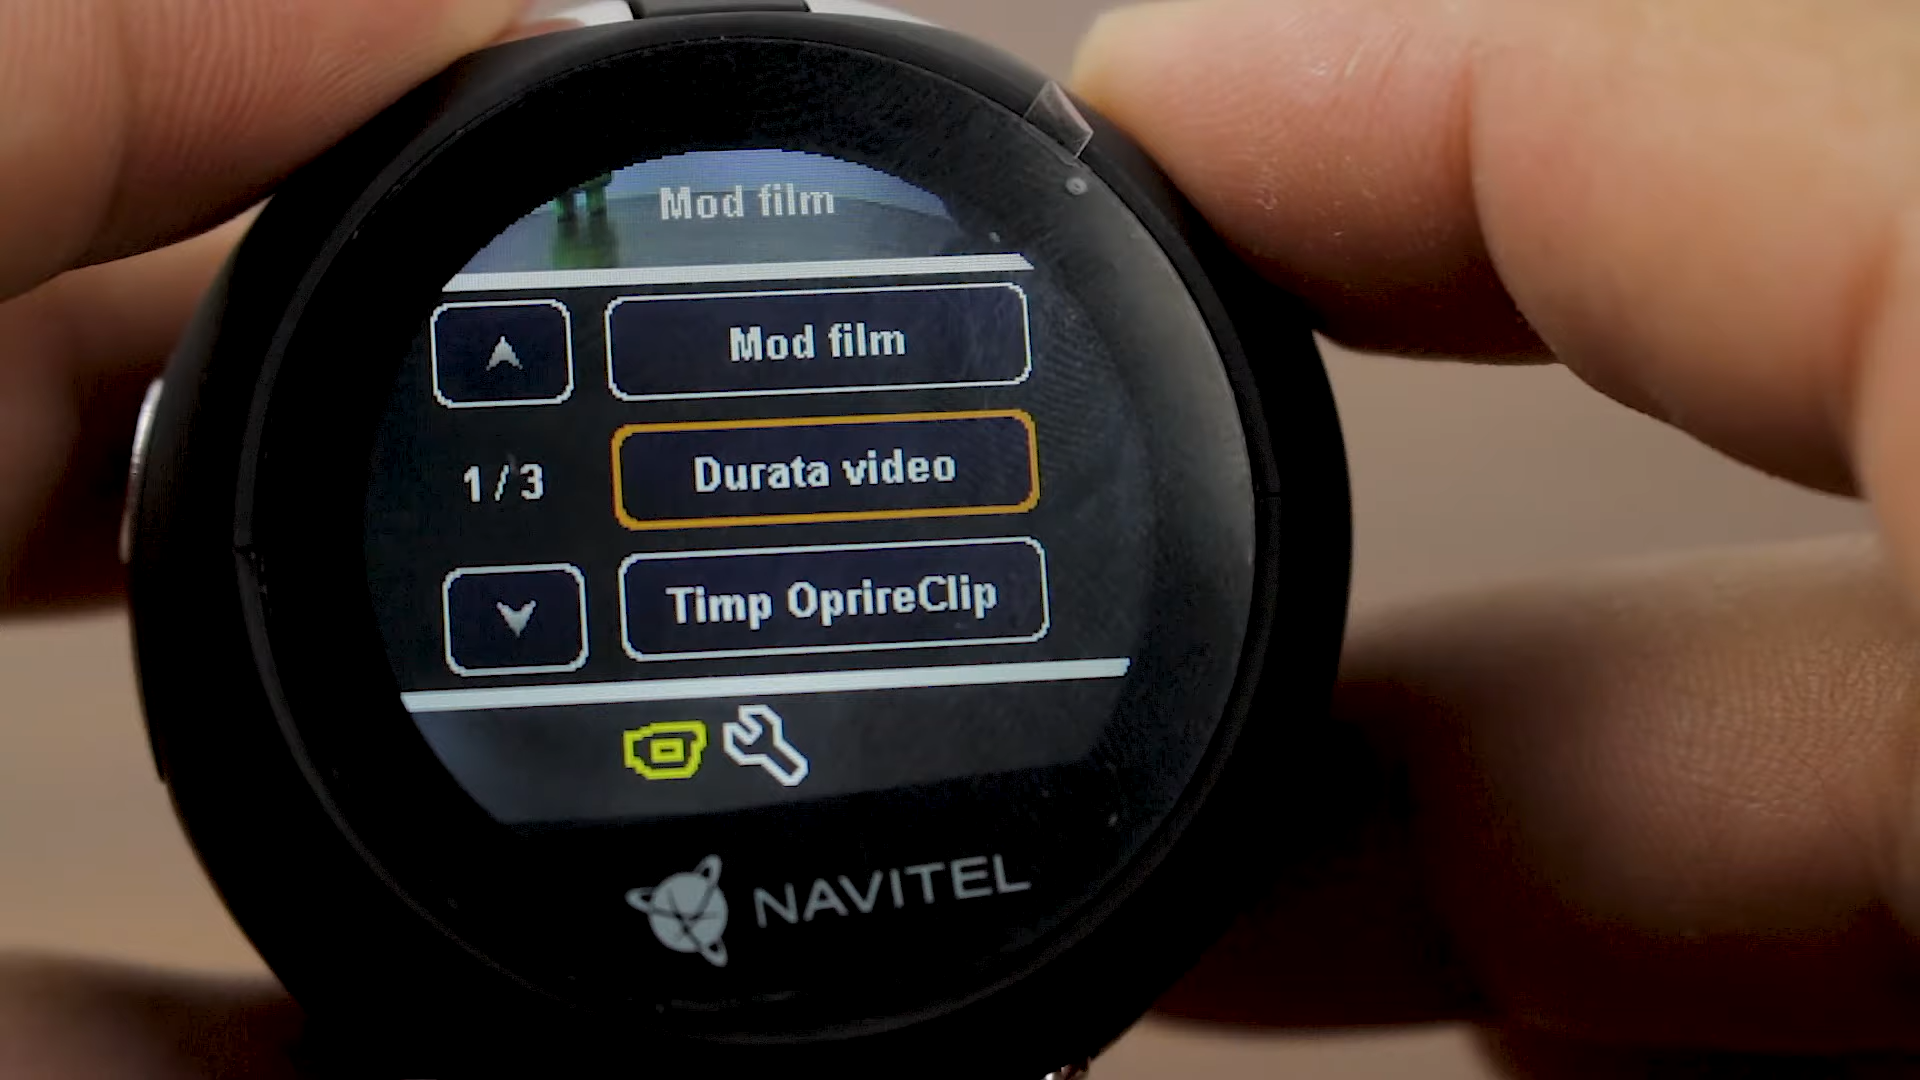 Mod film
Mod film
1/3
Durata video
Timp OprireClip
NAVITEL